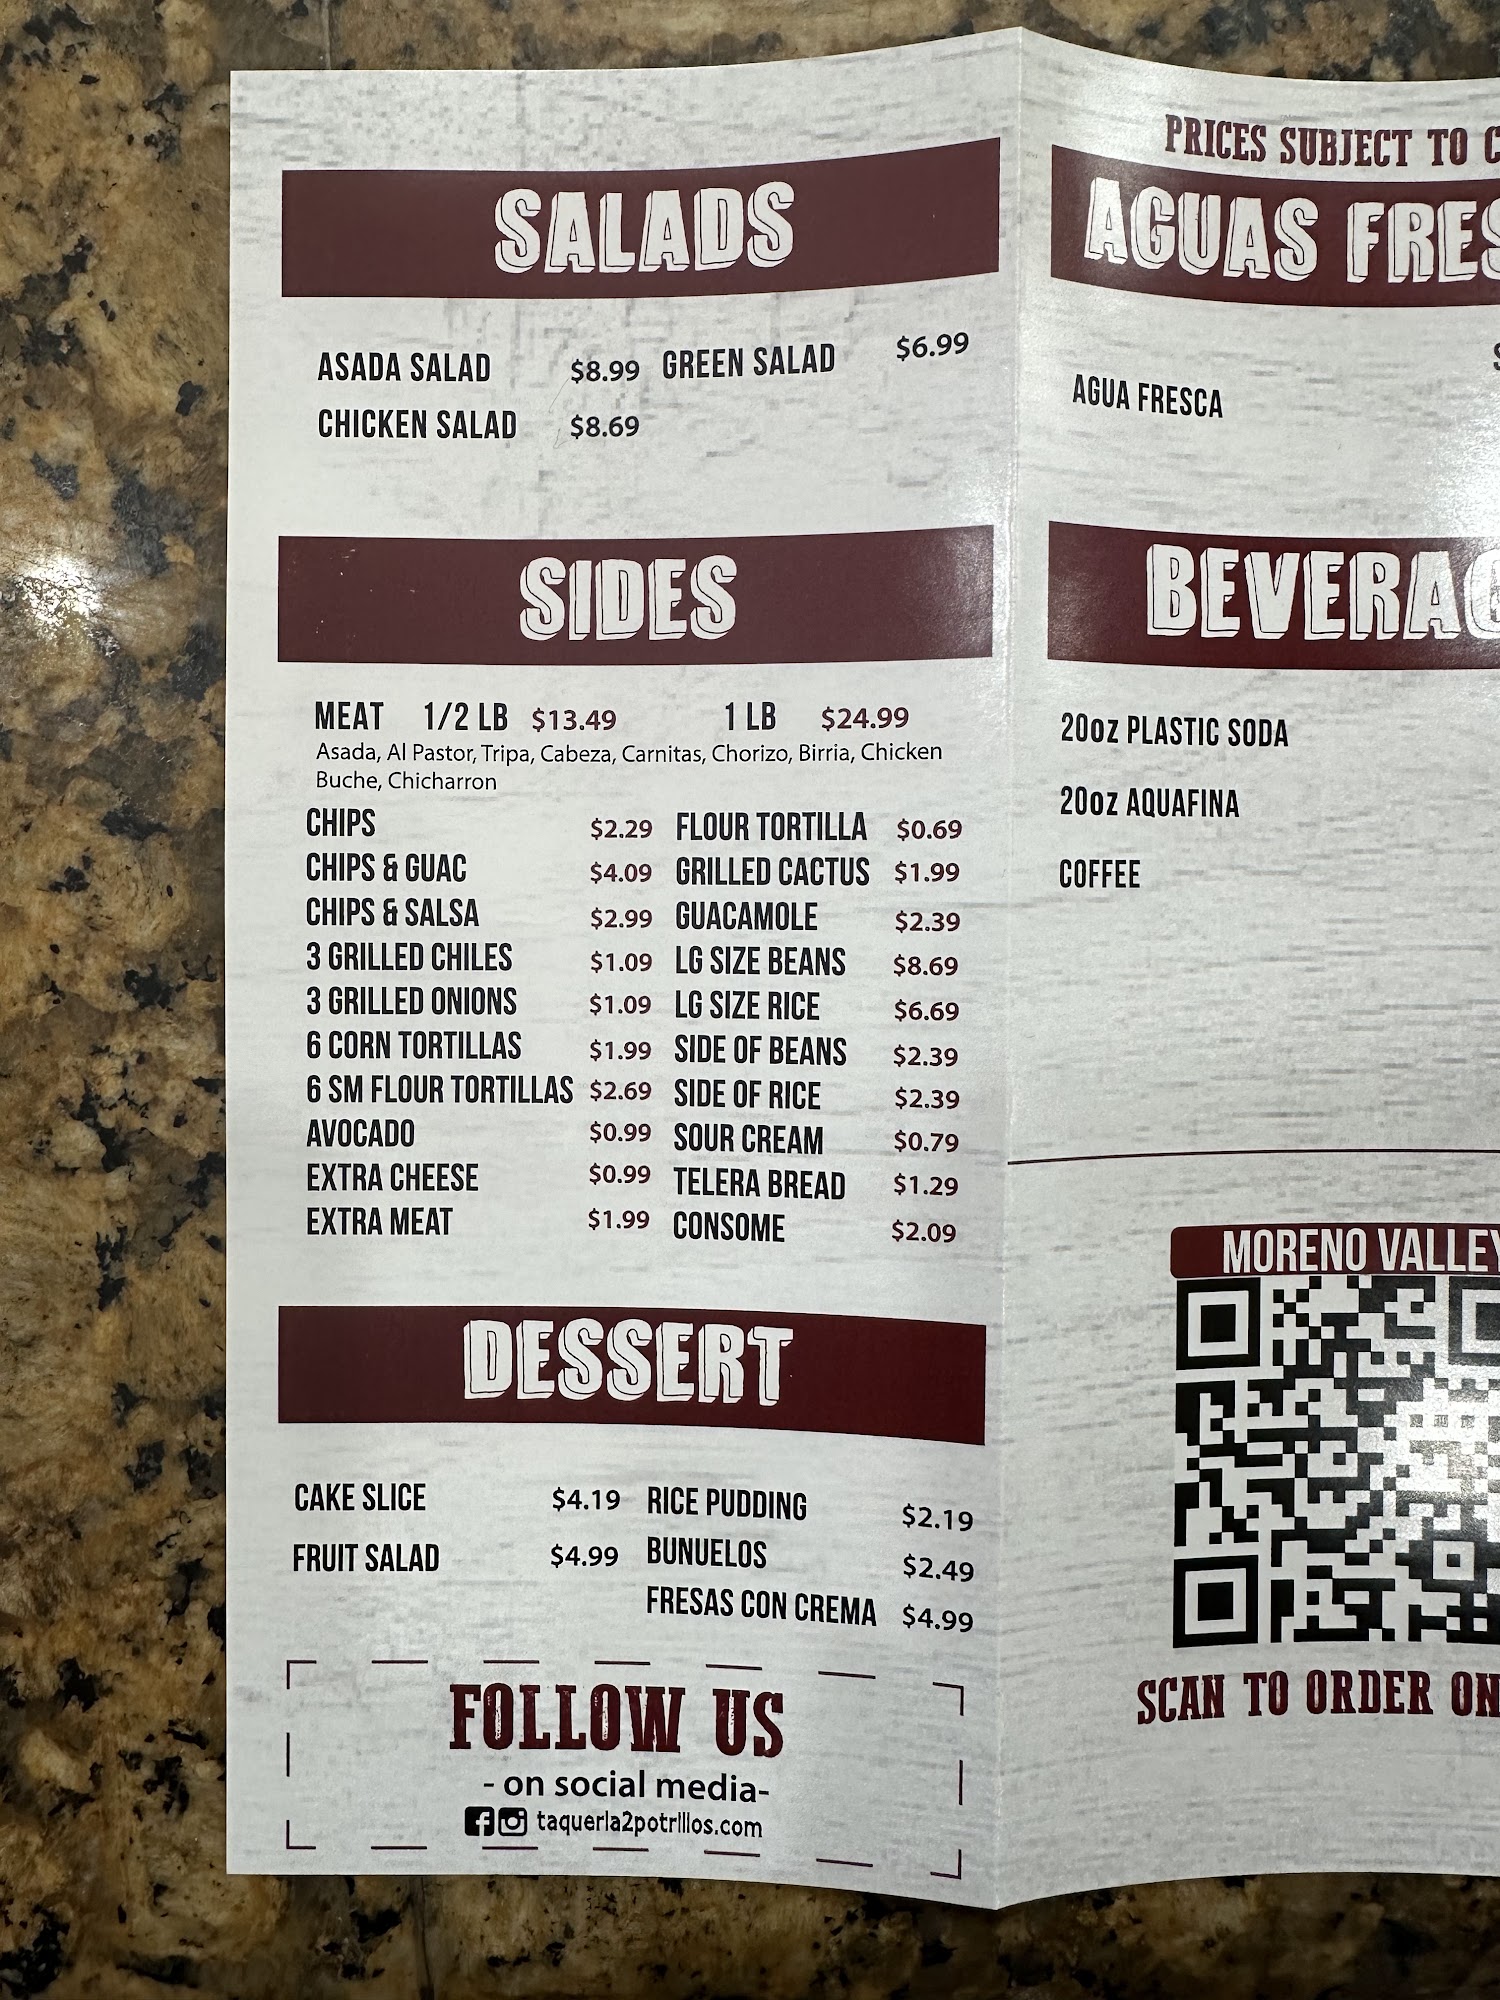 SALADS
ASADA SALAD $8.99 GREEN SALAD $6.99
CHICKEN SALAD $8.69
SIDES
MEAT 1/2 LB $13.49 1 LB $24.99
Asada, Al Pastor, Tripa, Cabeza, Carnitas, Chorizo, Birria, Chicken
Buche, Chicharron
CHIPS $2.29 FLOUR TORTILLA $0.69
CHIPS & GUAC $4.09 GRILLED CACTUS $1.99
CHIPS & SALSA $2.99 GUACAMOLE $2.39
3 GRILLED CHILES $1.09 LG SIZE BEANS $8.69
3 GRILLED ONIONS $1.09 LG SIZE RICE $6.69
6 CORN TORTILLAS $1.99 SIDE OF BEANS $2.39
6 SM FLOUR TORTILLAS $2.69 SIDE OF RICE $2.39
AVOCADO $0.99 SOUR CREAM $0.79
EXTRA CHEESE $0.99 TELERA BREAD $1.29
EXTRA MEAT $1.99 CONSOME $2.09
DESSERT
CAKE SLICE $4.19 RICE PUDDING $2.19
FRUIT SALAD $4.99 BUNUELOS $2.49
FRESAS CON CREMA $4.99
FOLLOW US
- on social media-
taquerIa2potrIllos.com
PRICES SUBJECT TO
AGUAS FRES
AGUA FRESCA
BEVERAG
20oz PLASTIC SODA
20oz AQUAFINA
COFFEE
MORENO VALLEY
SCAN TO ORDER ON